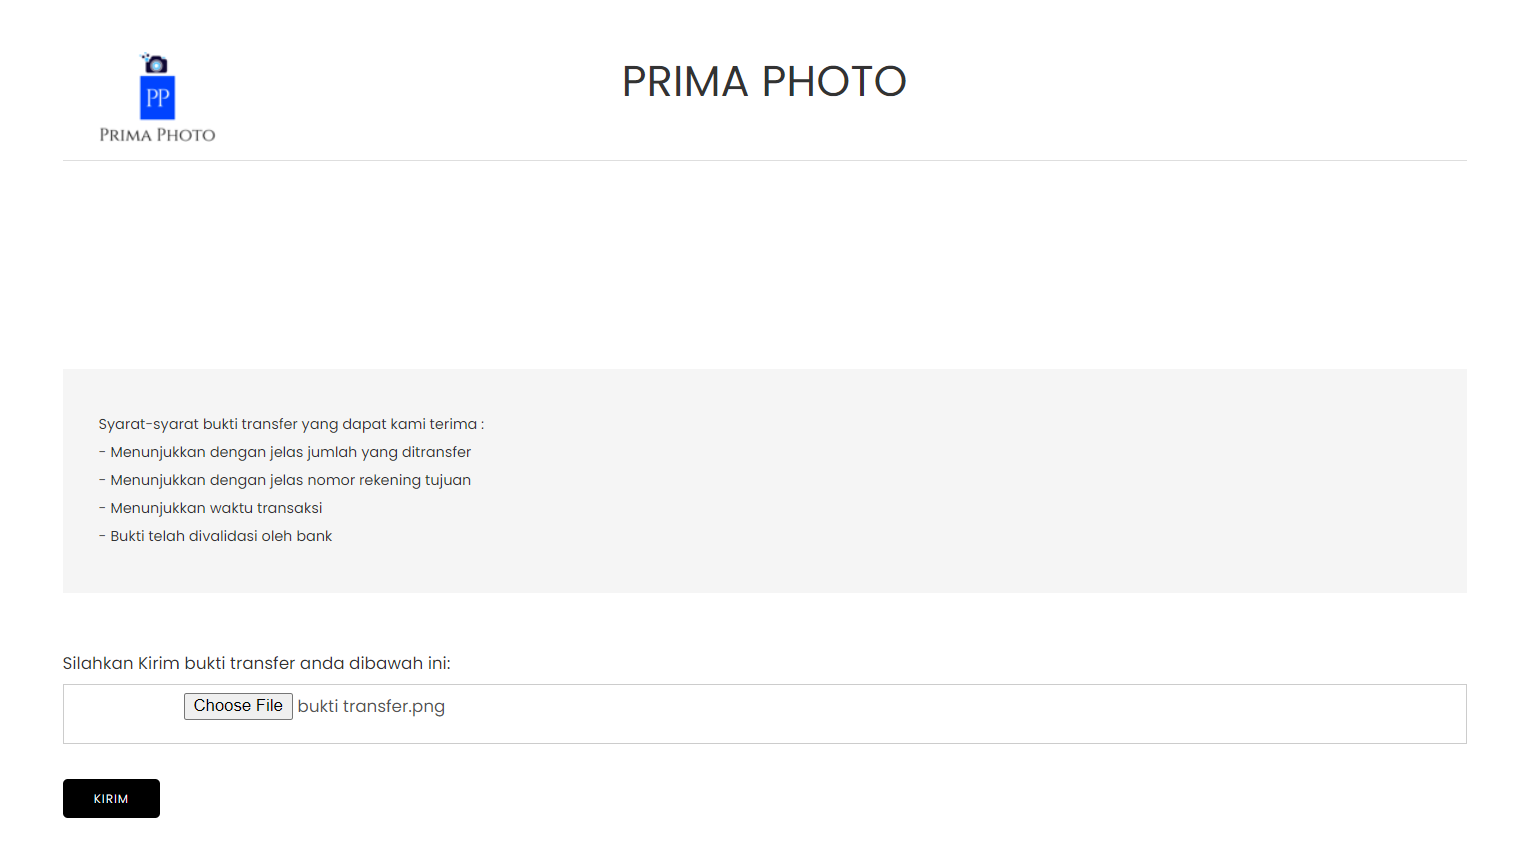 PP
PRIMA PHOTO
PRIMA PHOTO
Syarat-syarat bukti transfer yang dapat kami terima :
- Menunjukkan dengan jelas jumlah yang ditransfer
- Menunjukkan dengan jelas nomor rekening tujuan
- Menunjukkan waktu transaksi
- Bukti telah divalidasi oleh bank
Silahkan Kirim bukti transfer anda dibawah ini:
Choose File bukti transfer.png
KIRIM